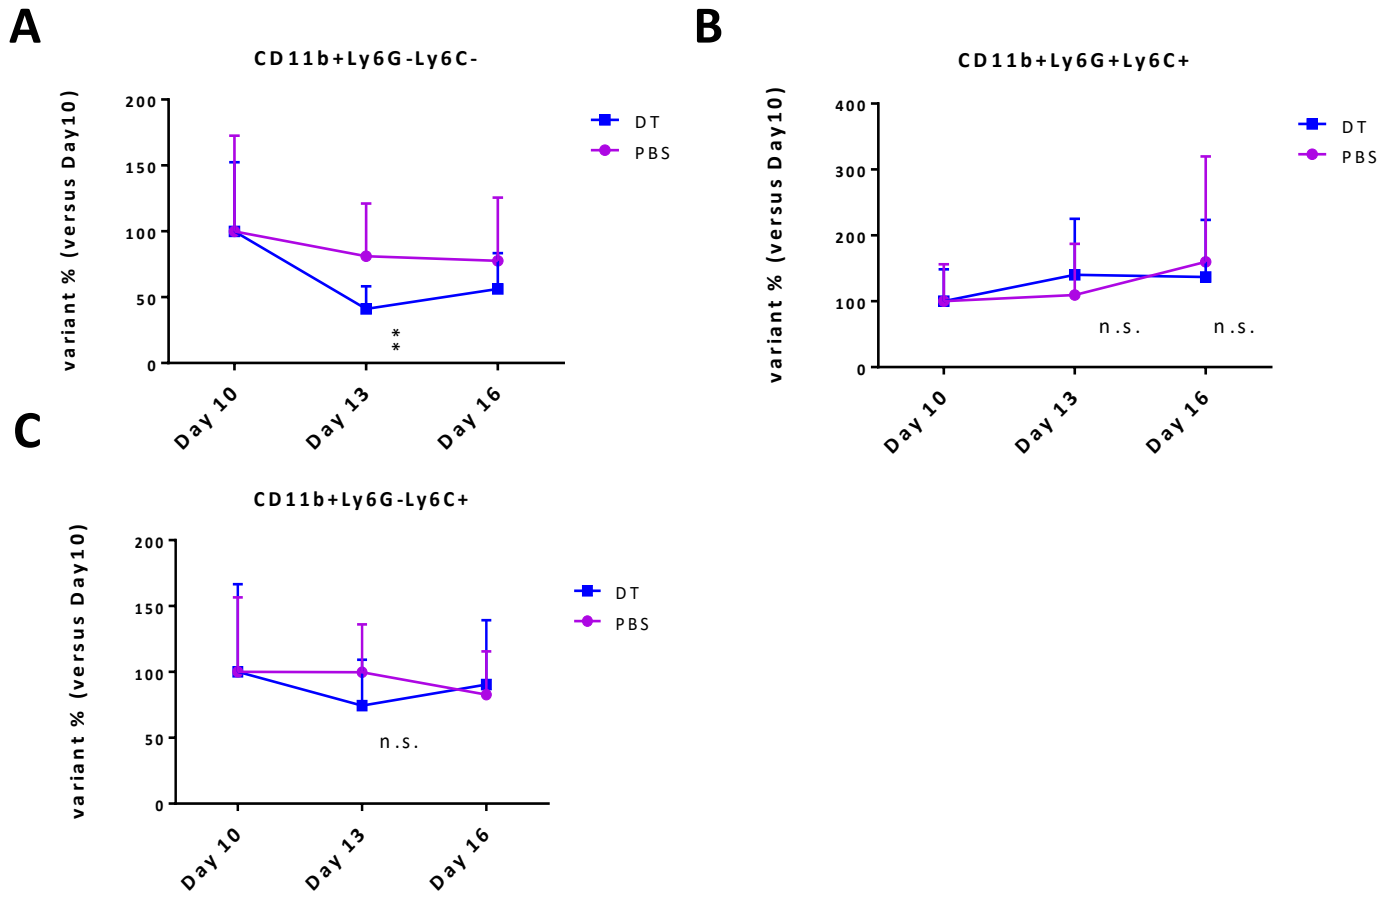 A
CD11b+Ly6G-Ly6C-
variant % (versus Day10)
200
150
100
50
0
Day 10
Day 13
Day 16
**
DT
PBS
B
CD11b+Ly6G+Ly6C+
variant % (versus Day10)
400
300
200
100
0
Day 10
Day 13
Day 16
n.s.
n.s.
DT
PBS
C
CD11b+Ly6G-Ly6C+
variant % (versus Day10)
200
150
100
50
0
Day 10
Day 13
Day 16
n.s.
DT
PBS